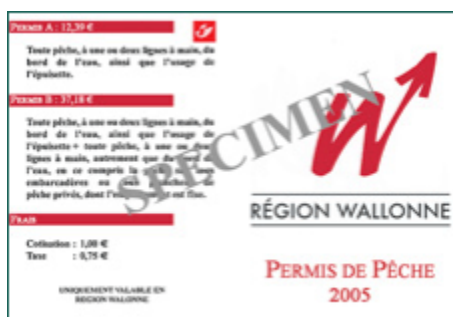 PERMIS A : 12,39 €
Toute pêche, à une ou deux lignes à main, du
bord de l'eau, ainsi que l'usage de
l'épuisette.
PERMIS B : 37,18 €
Toute pêche, à une ou deux lignes à main, du
bord de l'eau, ainsi que l'usage de
l'épuisette + toute pêche, à une ou deux
lignes à main, autrement que du bord de
l'eau, en ce compris la pêche
embarcadères ou
pêche privés, dont est fixe.
FRAIS
Cotisation : 1,00 €
Taxe : 0,75 €
UNIQUEMENT VALABLE EN
REGION WALLONNE
SPECIMEN
W
RÉGION WALLONNE
PERMIS DE PÊCHE
2005